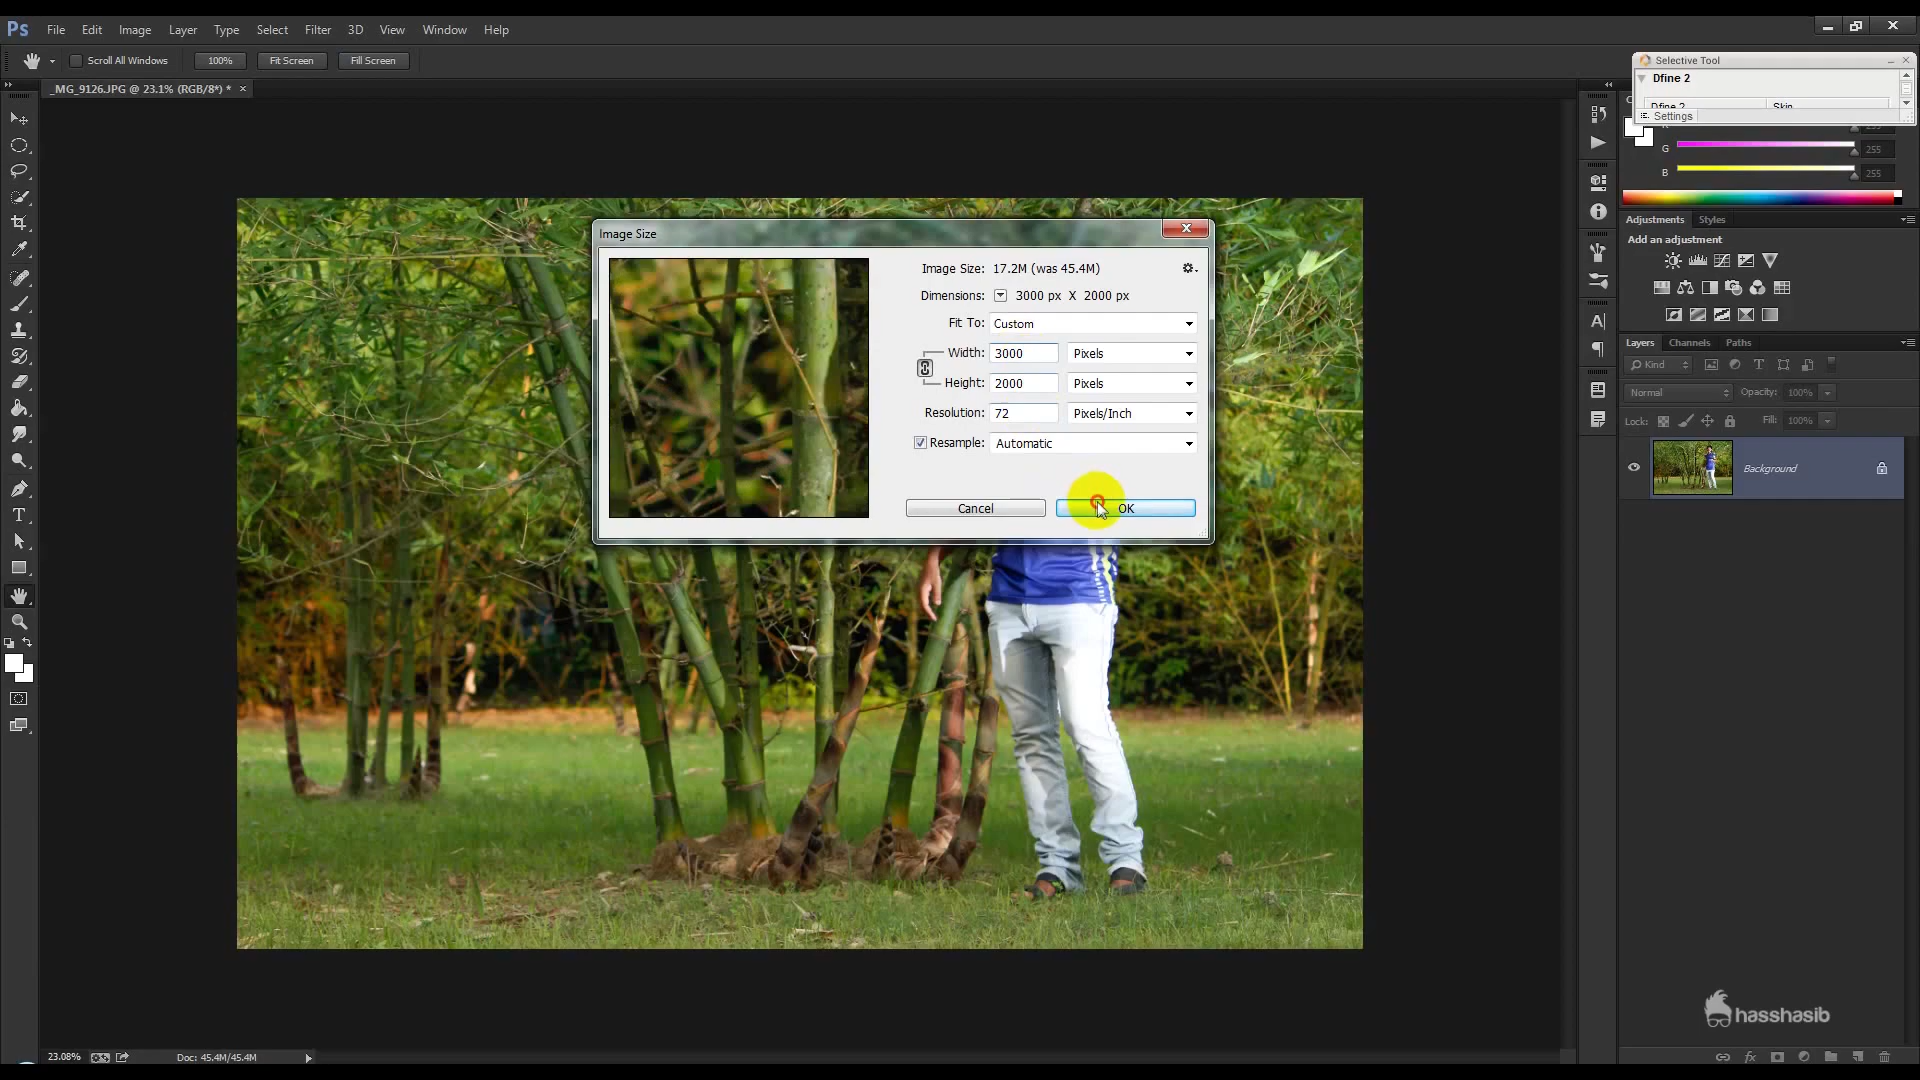 Ps File Edit Image Layer Type Select Filter 3D View Window Help
Scroll All Windows 100% Fit Screen Fill Screen
_MG_9126.JPG @ 23.1% (RGB/8*) * ×
Selective Tool
Dfine 2
Dfine 2 Skin
Settings
G 255
B 255
Adjustments Styles
Add an adjustment
Layers Channels Paths
Kind
Normal Opacity: 100%
Lock: Fill: 100%
Background
Image Size
Image Size: 17.2M (was 45.4M)
Dimensions: 3000 px X 2000 px
Fit To: Custom
Width: 3000 Pixels
Height: 2000 Pixels
Resolution: 72 Pixels/Inch
Resample: Automatic
Cancel OK
hasshasib
23.08% Doc: 45.4M/45.4M